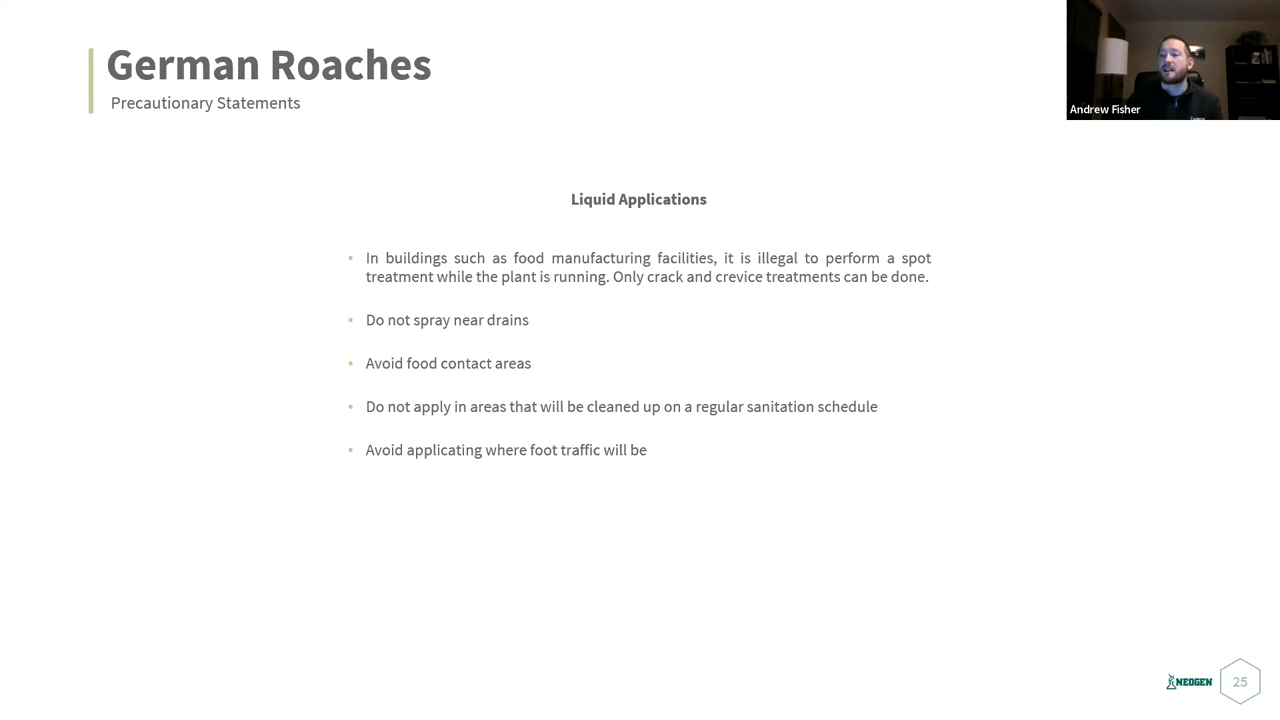 German Roaches
Precautionary Statements
Andrew Fisher
Liquid Applications
• In buildings such as food manufacturing facilities, it is illegal to perform a spot
treatment while the plant is running. Only crack and crevice treatments can be done.
• Do not spray near drains
• Avoid food contact areas
• Do not apply in areas that will be cleaned up on a regular sanitation schedule
• Avoid applicating where foot traffic will be
NEOGEN
25